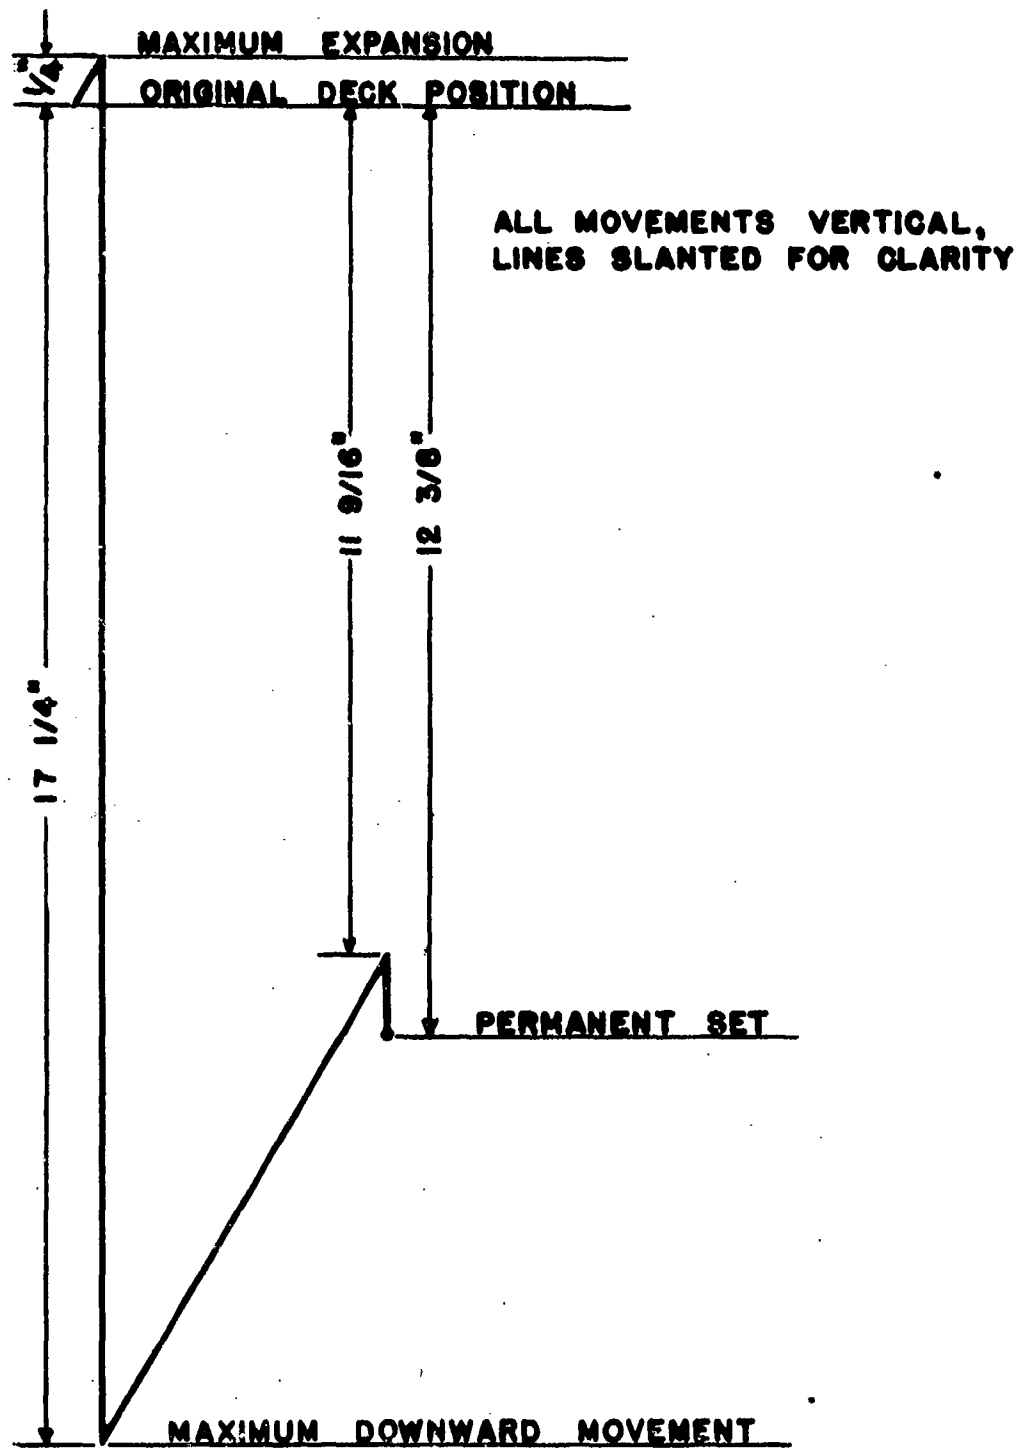 MAXIMUM EXPANSION
1/4"
ORIGINAL DECK POSITION
ALL MOVEMENTS VERTICAL,
LINES SLANTED FOR CLARITY
11 9/16"
12 3/8"
17 1/4"
PERMANENT SET
MAXIMUM DOWNWARD MOVEMENT